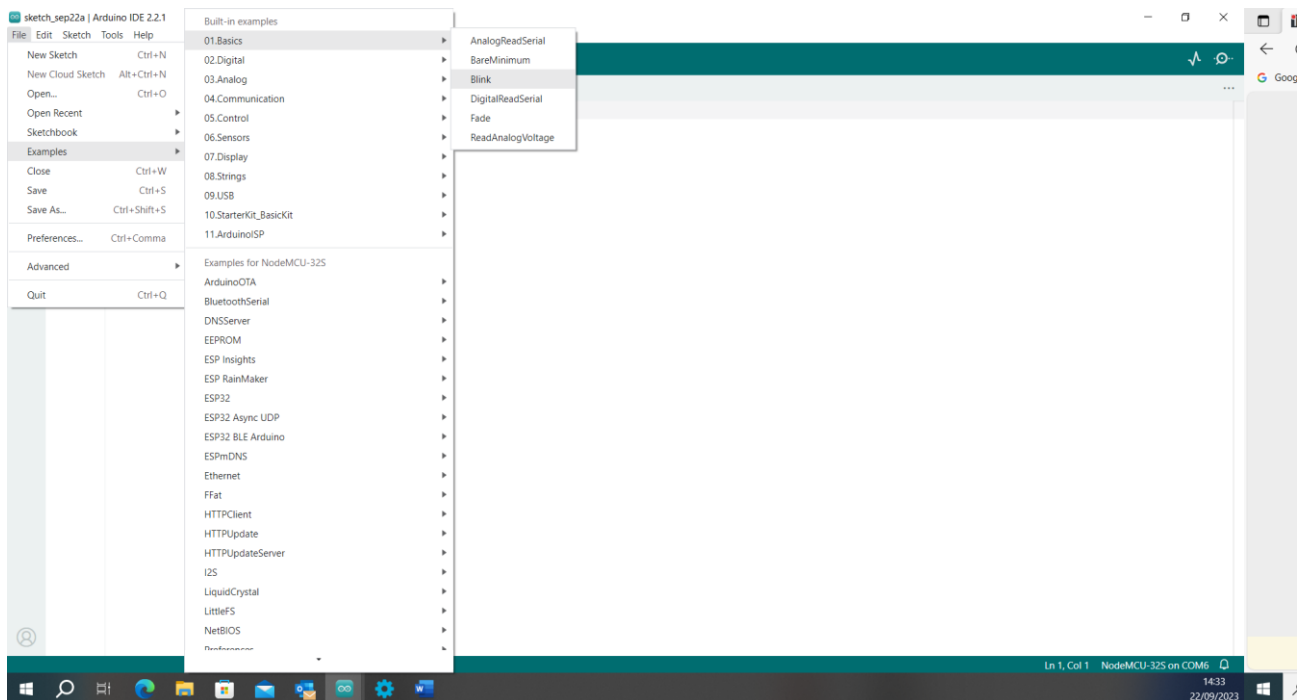 sketch_sep22a | Arduino IDE 2.2.1
File Edit Sketch Tools Help
New Sketch Ctrl+N
New Cloud Sketch Alt+Ctrl+N
Open... Ctrl+O
Open Recent
Sketchbook
Examples
Close Ctrl+W
Save Ctrl+S
Save As... Ctrl+Shift+S
Preferences... Ctrl+Comma
Advanced
Quit Ctrl+Q
Built-in examples
01.Basics
02.Digital
03.Analog
04.Communication
05.Control
06.Sensors
07.Display
08.Strings
09.USB
10.StarterKit_BasicKit
11.ArduinoISP
Examples for NodeMCU-32S
ArduinoOTA
BluetoothSerial
DNSServer
EEPROM
ESP Insights
ESP RainMaker
ESP32
ESP32 Async UDP
ESP32 BLE Arduino
ESPmDNS
Ethernet
FFat
HTTPClient
HTTPUpdate
HTTPUpdateServer
I2S
LiquidCrystal
LittleFS
NetBIOS
Preferences
AnalogReadSerial
BareMinimum
Blink
DigitalReadSerial
Fade
ReadAnalogVoltage
G Goog
Ln 1, Col 1 NodeMCU-32S on COM6
14:33
22/09/2023